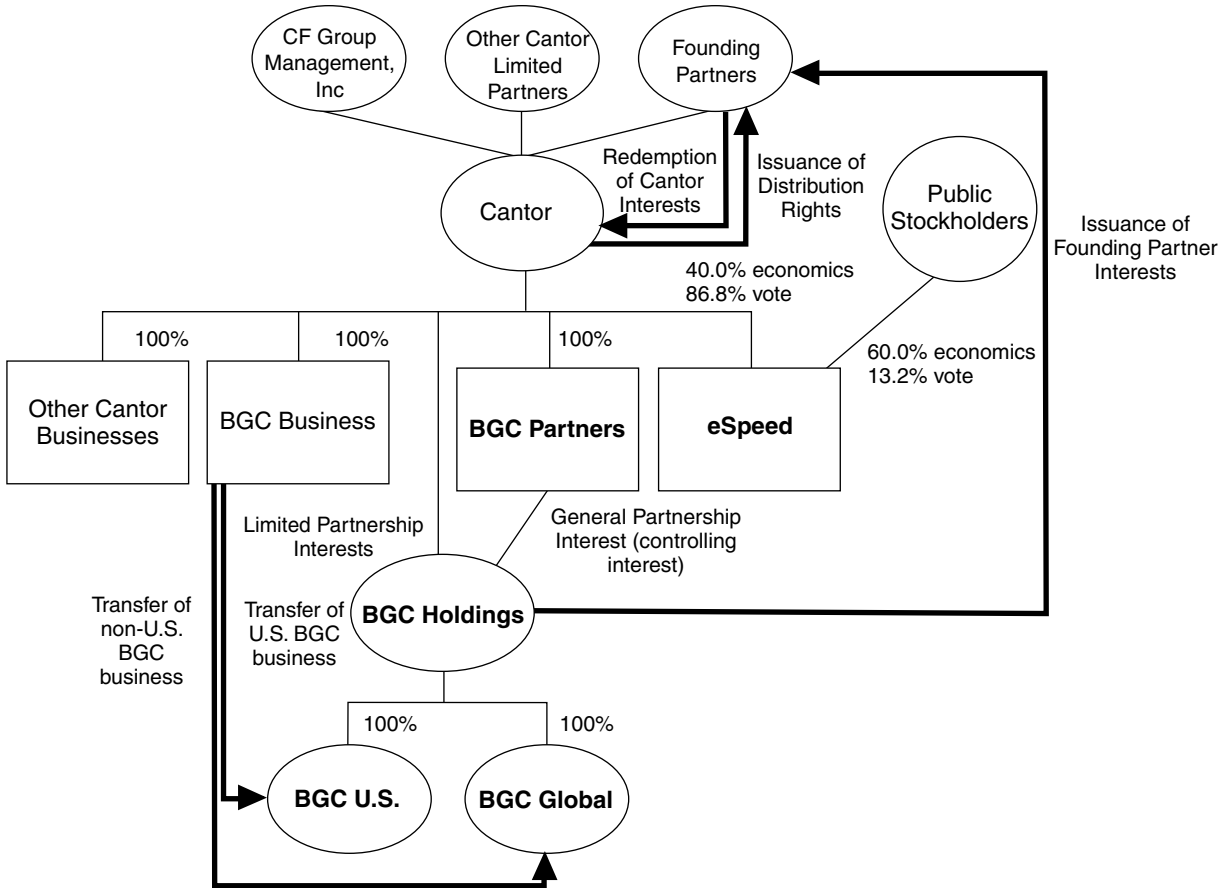 CF Group
Management,
Inc
Other Cantor
Limited
Partners
Founding
Partners
Redemption
of Cantor
Interests
Issuance of
Distribution
Rights
Cantor
Public
Stockholders
Issuance of
Founding Partner
Interests
40.0% economics
86.8% vote
100%
100%
100%
60.0% economics
13.2% vote
Other Cantor
Businesses
BGC Business
BGC Partners
eSpeed
Limited Partnership
Interests
General Partnership
Interest (controlling
interest)
Transfer of
non-U.S.
BGC
business
Transfer of
U.S. BGC
business
BGC Holdings
100%
100%
BGC U.S.
BGC Global